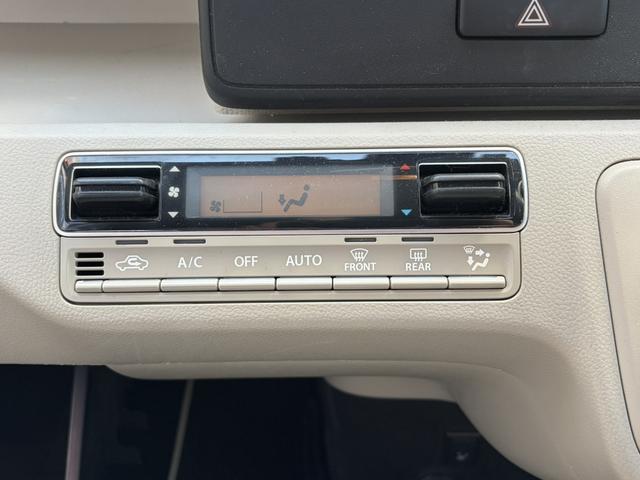 A/C OFF AUTO FRONT REAR